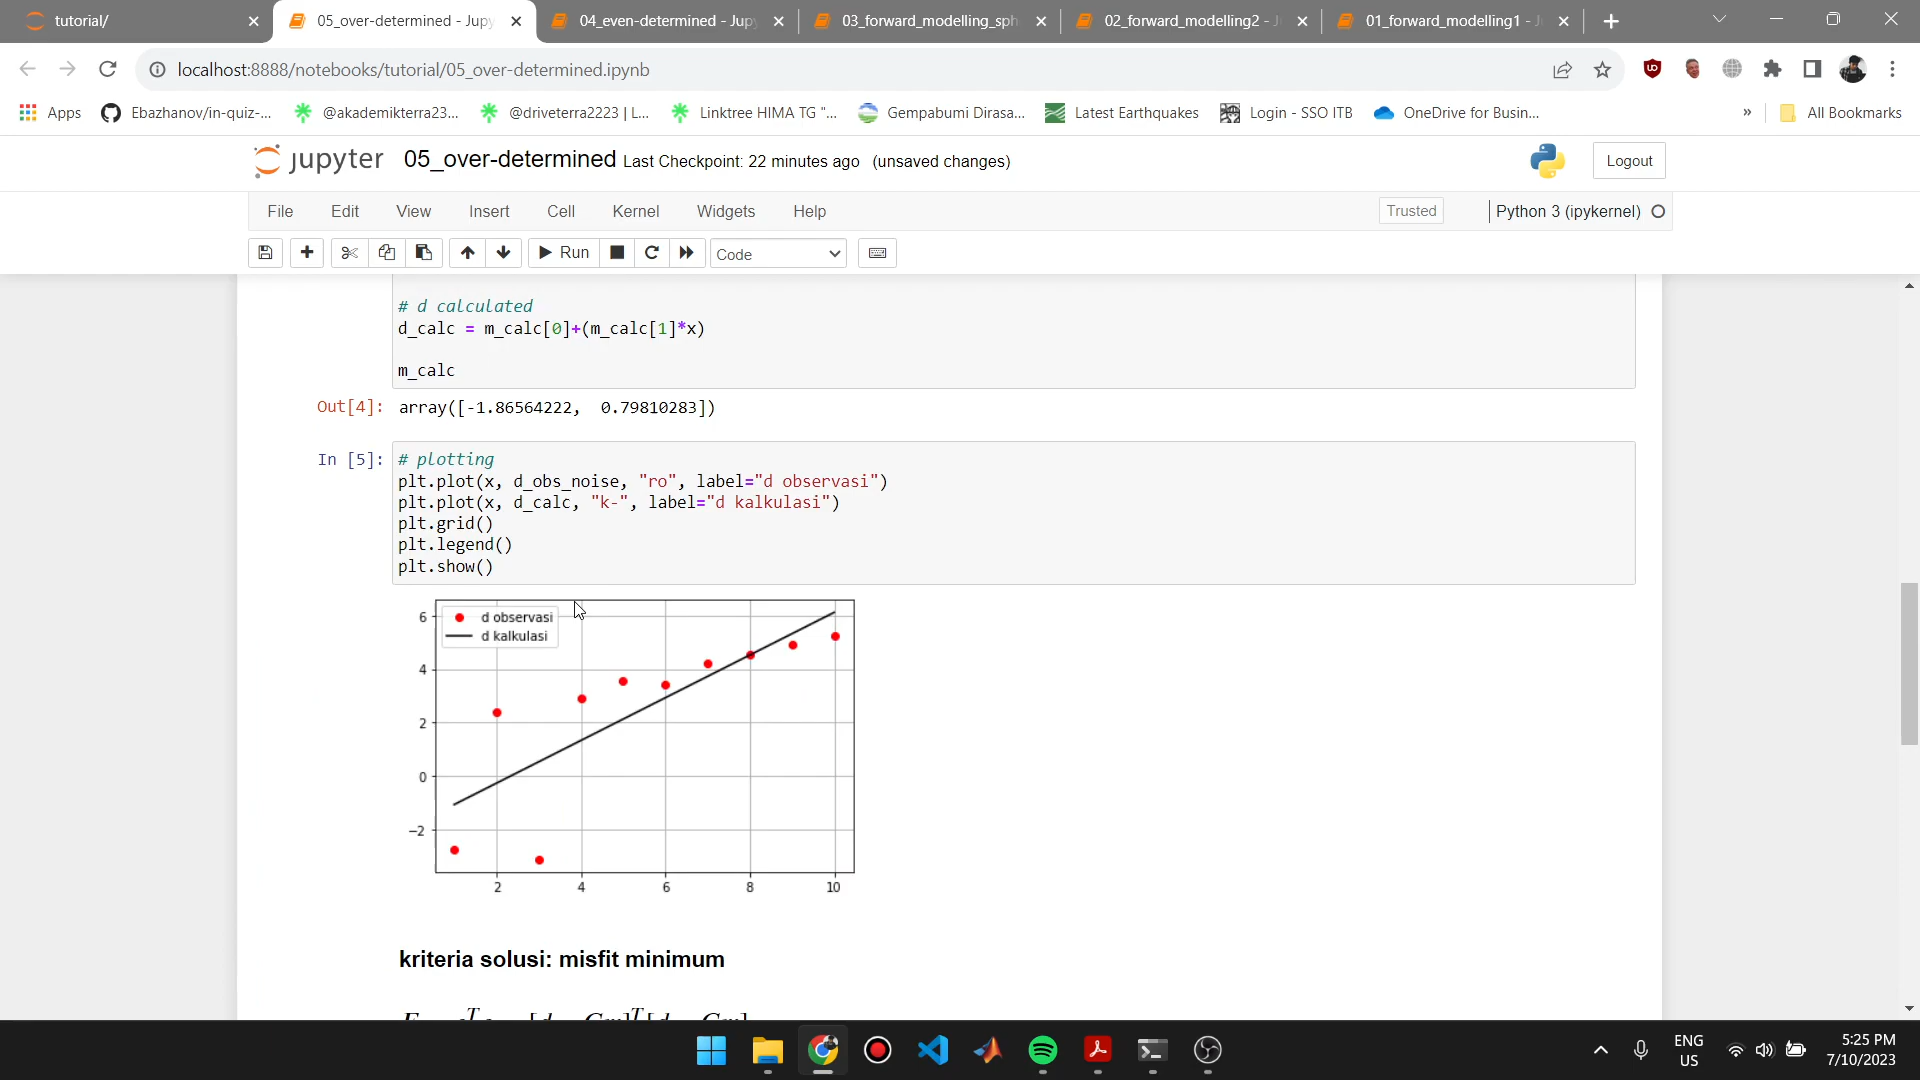 tutorial/
05_over-determined - Jupy
04_even-determined - Jup
03_forward_modelling_sph
02_forward_modelling2 - J
01_forward_modelling1 - J
localhost:8888/notebooks/tutorial/05_over-determined.ipynb
Apps
Ebazhanov/in-quiz-...
@akademikterra23...
@driveterra2223 | L...
Linktree HIMA TG "...
Gempabumi Dirasa...
Latest Earthquakes
Login - SSO ITB
OneDrive for Busin...
»
All Bookmarks
jupyter 05_over-determined Last Checkpoint: 22 minutes ago (unsaved changes)
Logout
File Edit View Insert Cell Kernel Widgets Help
Trusted
Python 3 (ipykernel)
Run
Code
# d calculated
d_calc = m_calc[0]+(m_calc[1]*x)
m_calc
Out[4]: array([-1.86564222, 0.79810283])
In [5]: # plotting
plt.plot(x, d_obs_noise, "ro", label="d observasi")
plt.plot(x, d_calc, "k-", label="d kalkulasi")
plt.grid()
plt.legend()
plt.show()
d observasi
d kalkulasi
6
4
2
0
−2
2 4 6 8 10
kriteria solusi: misfit minimum
ENG
US
5:25 PM
7/10/2023